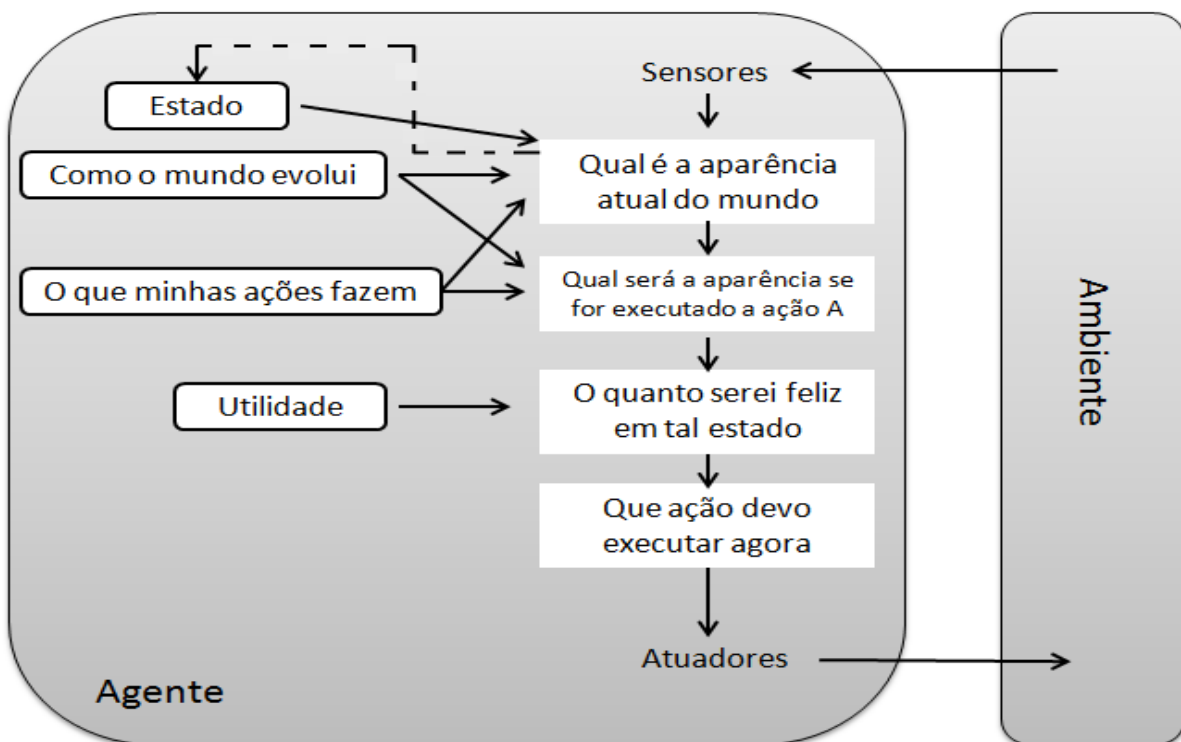 Sensores
Estado
Qual é a aparência
atual do mundo
Como o mundo evolui
O que minhas ações fazem
Qual será a aparência se
for executado a ação A
Utilidade
O quanto serei feliz
em tal estado
Que ação devo
executar agora
Atuadores
Agente
Ambiente